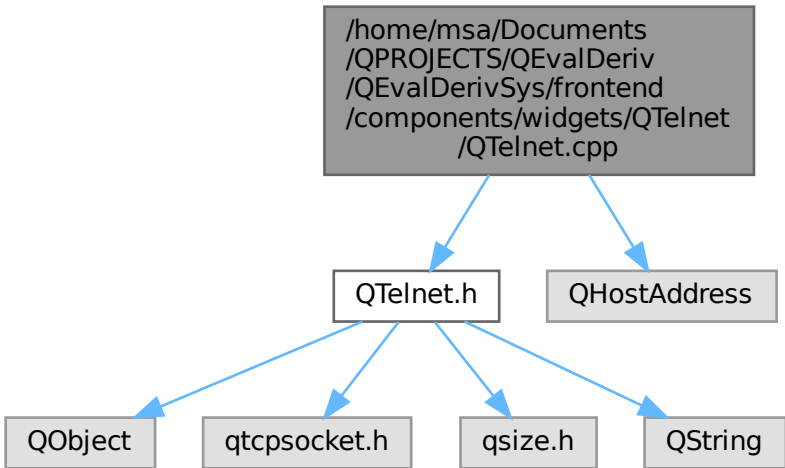 /home/msa/Documents
/QPROJECTS/QEvalDeriv
/QEvalDerivSys/frontend
/components/widgets/QTelnet
/QTelnet.cpp
QTelnet.h
QHostAddress
QObject
qtcpsocket.h
qsize.h
QString